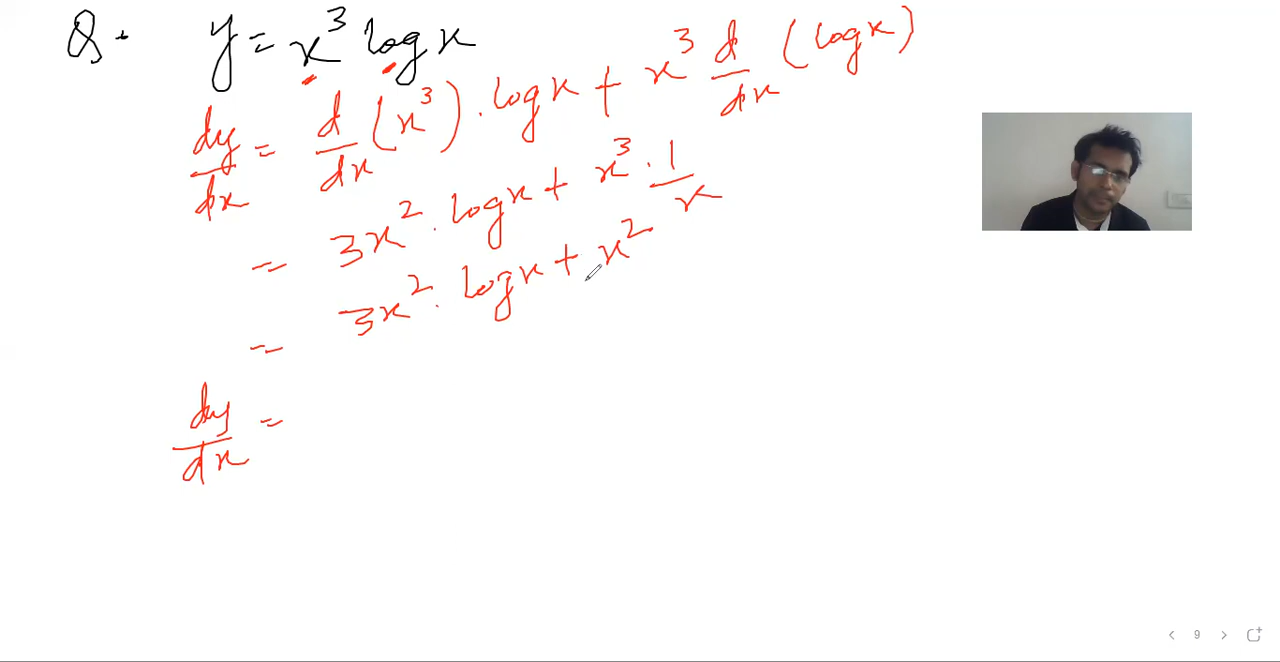 Q. y = x³ log x
dy/dx = d/dx (x³) . log x + x³ d/dx (log x)
= 3x² . log x + x³ . 1/x
= 3x² . log x + x²
dy/dx =
9